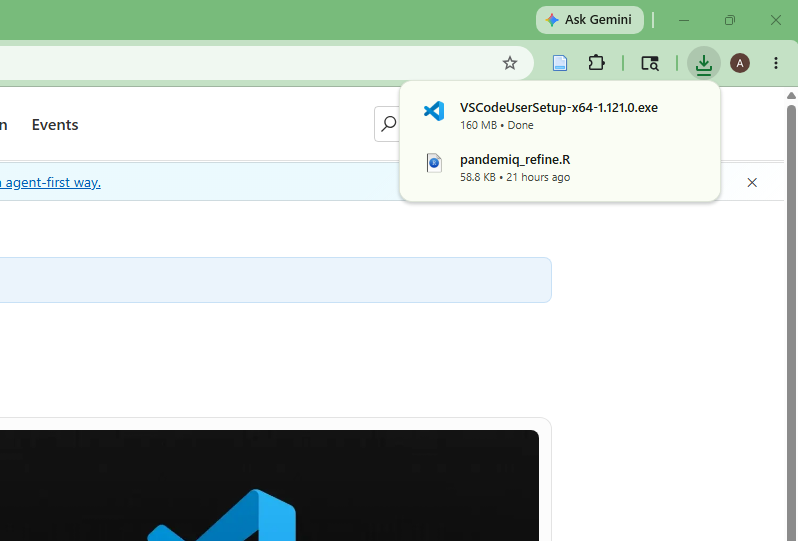 Ask Gemini
A
VSCodeUserSetup-x64-1.121.0.exe
160 MB • Done
pandemiq_refine.R
58.8 KB • 21 hours ago
Events
agent-first way.